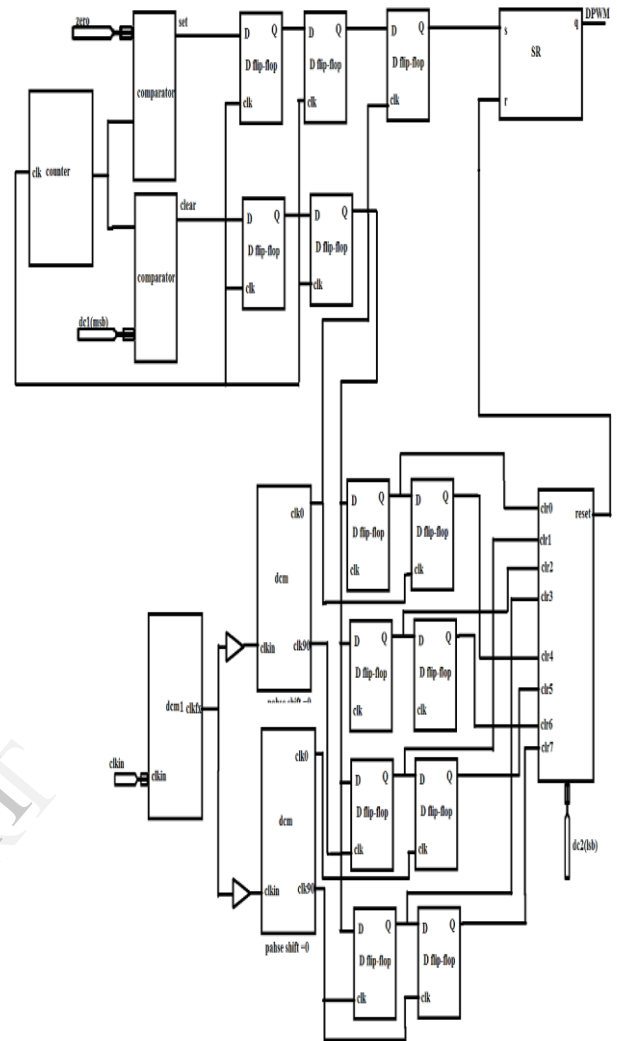 zero
set
D Q
D flip-flop
clk
D Q
D flip-flop
clk
D Q
D flip-flop
clk
s
q
SR
r
DPWM
comparator
clk counter
clear
comparator
dc1(msb)
D Q
D flip-flop
clk
D Q
D flip-flop
clk
clk0
dcm
clkin
clk90
pahse shift =0
D Q
D flip-flop
clk
Q
D flip-flop
clk
clr0
reset
clr1
clr2
clr3
clr4
clr5
clr6
clr7
dc2(lsb)
D Q
D flip-flop
clk
Q
D flip-flop
clk
dcm1 clkfx
clkin
clkin
clk0
dcm
clkin
clk90
pahse shift =0
D Q
D flip-flop
clk
Q
D flip-flop
clk
D Q
D flip-flop
clk
Q
D flip-flop
clk